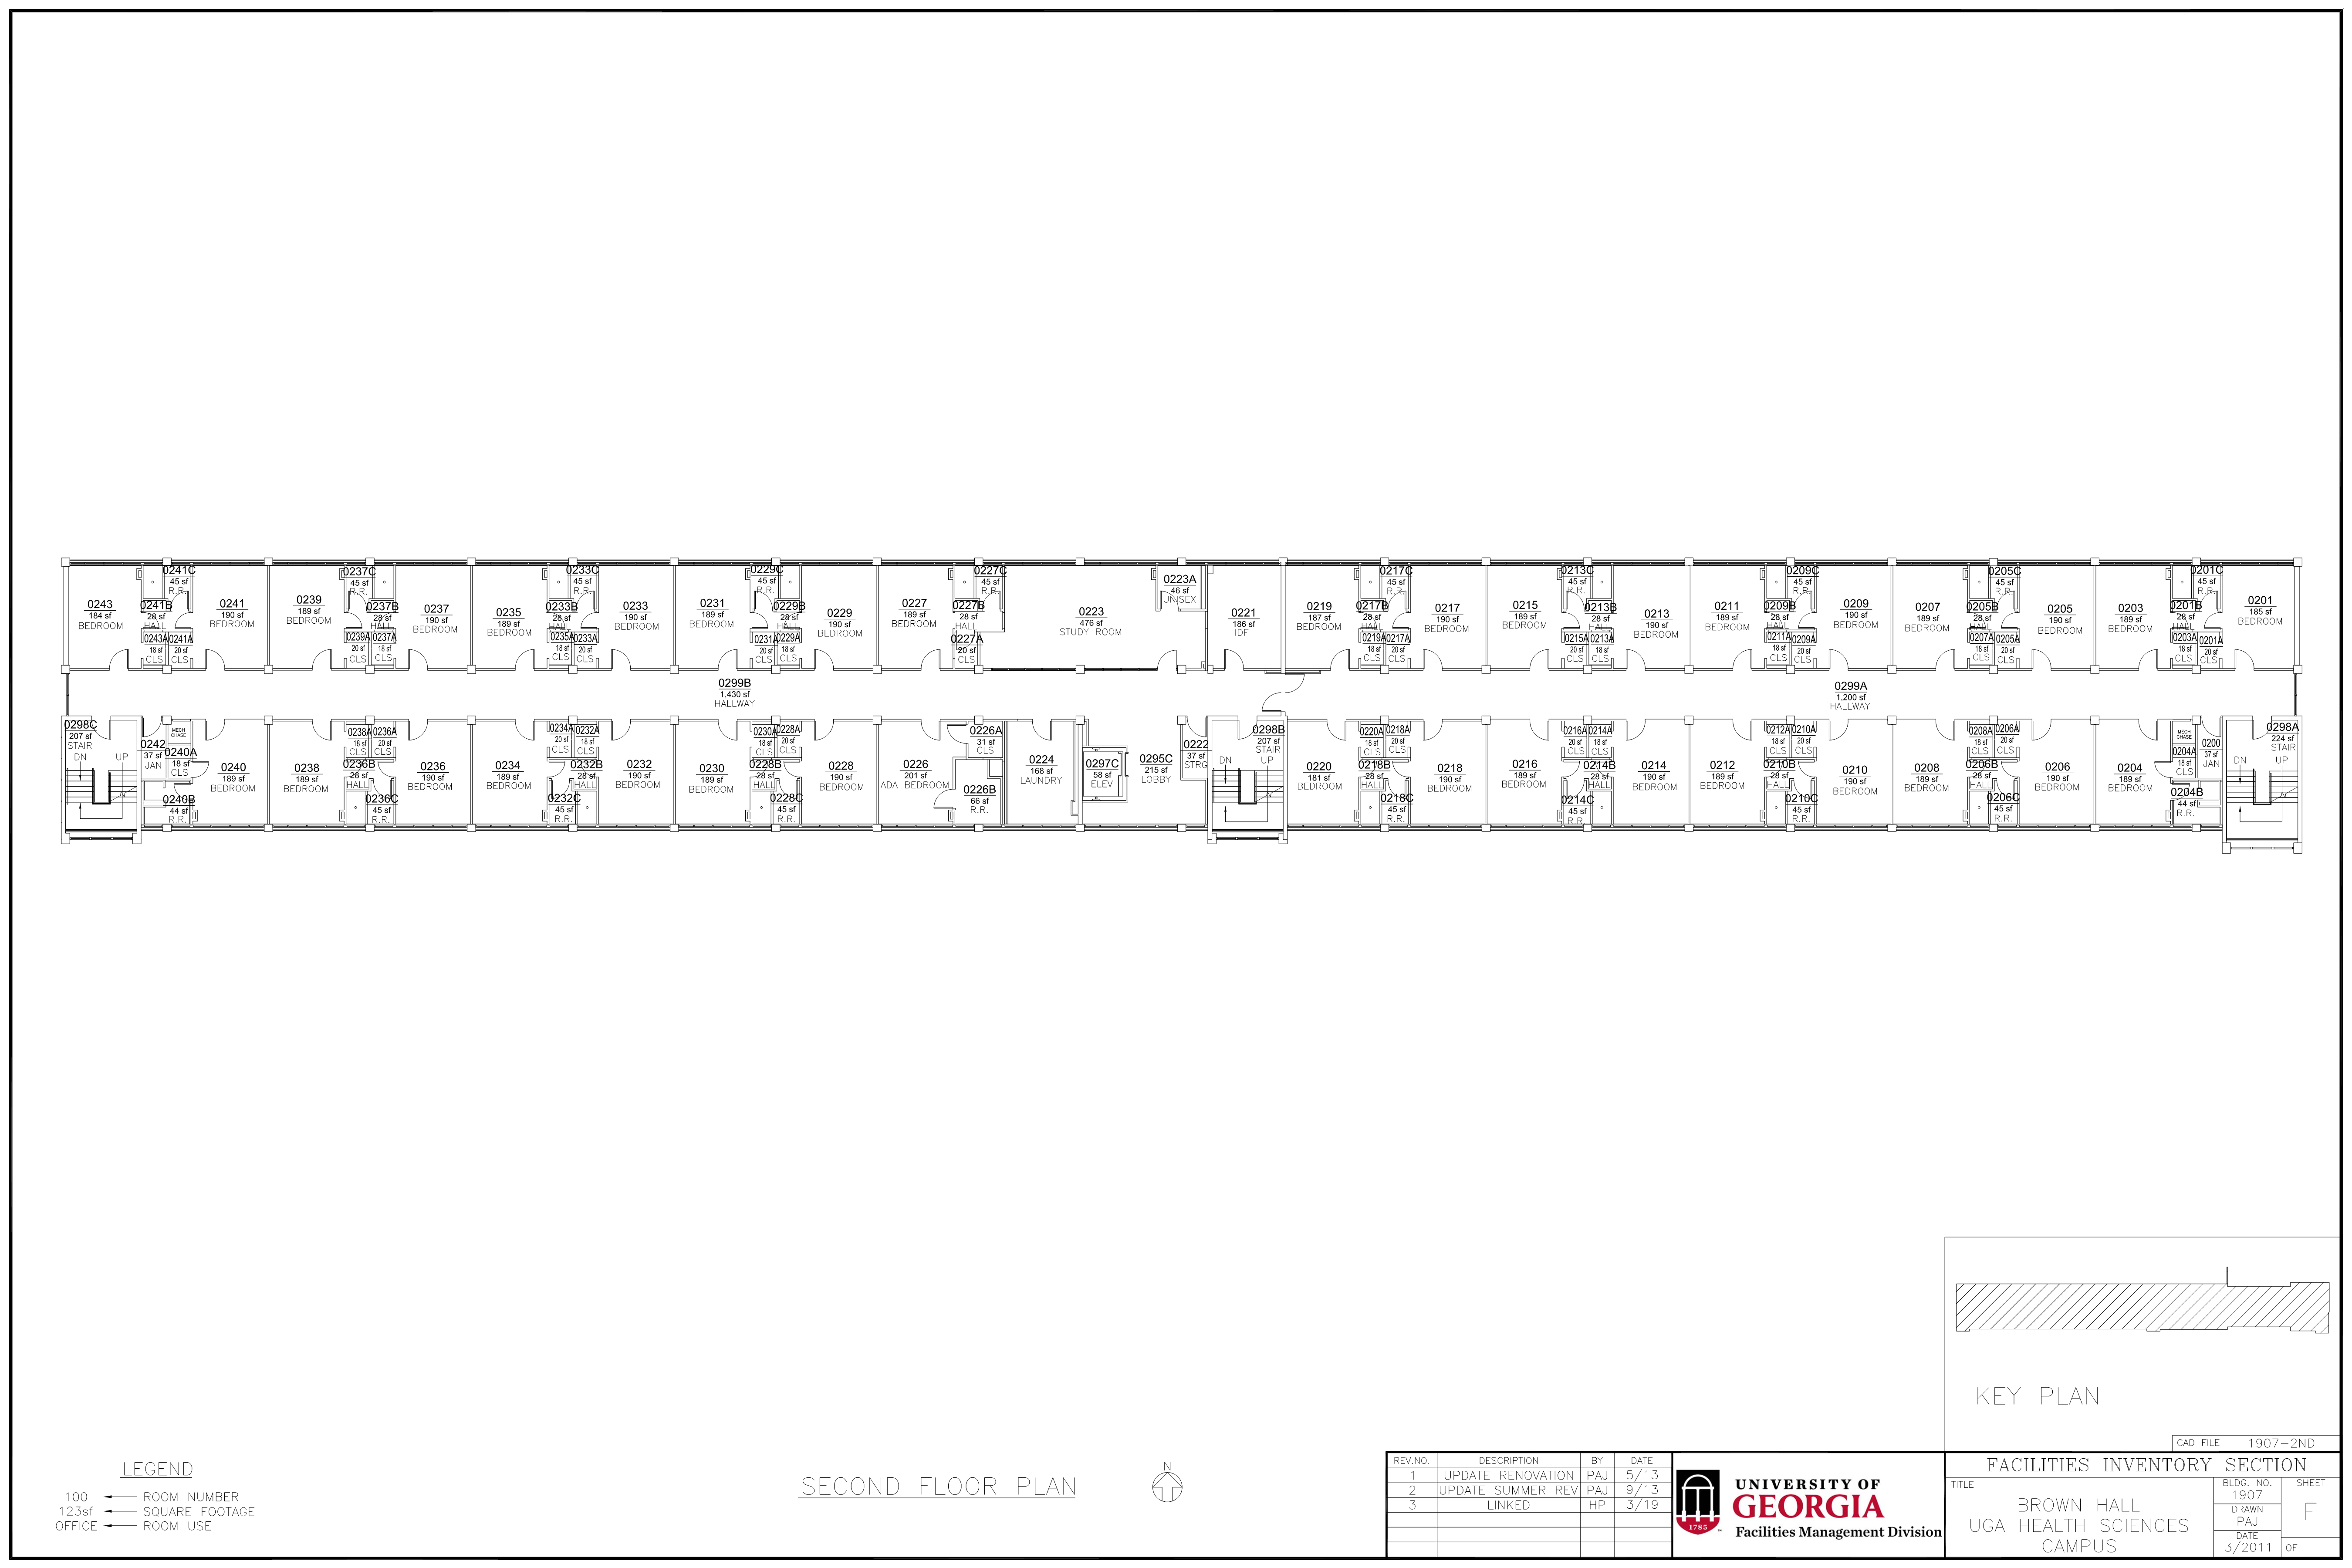 0243
184 sf
BEDROOM
0241B
28 sf
HALL
0243A
18 sf
CLS
0241C
45 sf
R.R.
0241A
20 sf
CLS
0241
190 sf
BEDROOM
0239
189 sf
BEDROOM
0237C
45 sf
R.R.
0239A
20 sf
CLS
0237B
28 sf
HALL
0237A
18 sf
CLS
0237
190 sf
BEDROOM
0235
189 sf
BEDROOM
0233B
28 sf
HALL
0235A
18 sf
CLS
0233C
45 sf
R.R.
0233A
20 sf
CLS
0233
190 sf
BEDROOM
0231
189 sf
BEDROOM
0229C
45 sf
R.R.
0231A
20 sf
CLS
0229B
28 sf
HALL
0229A
18 sf
CLS
0229
190 sf
BEDROOM
0227
189 sf
BEDROOM
0227B
28 sf
HALL
0227A
20 sf
CLS
0227C
45 sf
R.R.
0223
476 sf
STUDY ROOM
0223A
46 sf
UNISEX
0221
186 sf
IDF
0219
187 sf
BEDROOM
0217B
28 sf
HALL
0219A
18 sf
CLS
0217C
45 sf
R.R.
0217A
20 sf
CLS
0217
190 sf
BEDROOM
0215
189 sf
BEDROOM
0213C
45 sf
R.R.
0215A
20 sf
CLS
0213B
28 sf
HALL
0213A
18 sf
CLS
0213
190 sf
BEDROOM
0211
189 sf
BEDROOM
0209B
28 sf
HALL
0211A
18 sf
CLS
0209C
45 sf
R.R.
0209A
20 sf
CLS
0209
190 sf
BEDROOM
0207
189 sf
BEDROOM
0205B
28 sf
HALL
0207A
18 sf
CLS
0205C
45 sf
R.R.
0205A
20 sf
CLS
0205
190 sf
BEDROOM
0203
189 sf
BEDROOM
0201B
28 sf
HALL
0203A
18 sf
CLS
0201C
45 sf
R.R.
0201A
20 sf
CLS
0201
185 sf
BEDROOM
0299B
1,430 sf
HALLWAY
0299A
1,200 sf
HALLWAY
0298C
207 sf
STAIR
DN
UP
0242
37 sf
JAN
MECH
CHASE
0240A
18 sf
CLS
0240B
44 sf
R.R.
0240
189 sf
BEDROOM
0238
189 sf
BEDROOM
0238A
18 sf
CLS
0236B
28 sf
HALL
0236A
20 sf
CLS
0236C
45 sf
R.R.
0236
190 sf
BEDROOM
0234
189 sf
BEDROOM
0234A
20 sf
CLS
0232C
45 sf
R.R.
0232A
18 sf
CLS
0232B
28 sf
HALL
0232
190 sf
BEDROOM
0230
189 sf
BEDROOM
0230A
18 sf
CLS
0228B
28 sf
HALL
0228A
20 sf
CLS
0228C
45 sf
R.R.
0228
190 sf
BEDROOM
0226
201 sf
ADA BEDROOM
0226A
31 sf
CLS
0226B
66 sf
R.R.
0224
168 sf
LAUNDRY
0297C
58 sf
ELEV
0295C
215 sf
LOBBY
0222
37 sf
STRG
0298B
207 sf
STAIR
DN
UP
0220
181 sf
BEDROOM
0220A
18 sf
CLS
0218B
28 sf
HALL
0218A
20 sf
CLS
0218C
45 sf
R.R.
0218
190 sf
BEDROOM
0216
189 sf
BEDROOM
0216A
20 sf
CLS
0214C
45 sf
R.R.
0214A
18 sf
CLS
0214B
28 sf
HALL
0214
190 sf
BEDROOM
0212
189 sf
BEDROOM
0212A
18 sf
CLS
0210B
28 sf
HALL
0210A
20 sf
CLS
0210C
45 sf
R.R.
0210
190 sf
BEDROOM
0208
189 sf
BEDROOM
0208A
18 sf
CLS
0206B
28 sf
HALL
0206A
20 sf
CLS
0206C
45 sf
R.R.
0206
190 sf
BEDROOM
0204
189 sf
BEDROOM
MECH
CHASE
0204A
18 sf
CLS
0204B
44 sf
R.R.
0200
37 sf
JAN
0298A
224 sf
STAIR
DN
UP
KEY PLAN
CAD FILE 1907-2ND
LEGEND
100 ROOM NUMBER
123sf SQUARE FOOTAGE
OFFICE ROOM USE
SECOND FLOOR PLAN
N
REV.NO. DESCRIPTION BY DATE
1 UPDATE RENOVATION PAJ 5/13
2 UPDATE SUMMER REV PAJ 9/13
3 LINKED HP 3/19
1785
UNIVERSITY OF
GEORGIA
Facilities Management Division
FACILITIES INVENTORY SECTION
TITLE
BROWN HALL
UGA HEALTH SCIENCES
CAMPUS
BLDG. NO.
1907
DRAWN
PAJ
DATE
3/2011
SHEET
F
OF